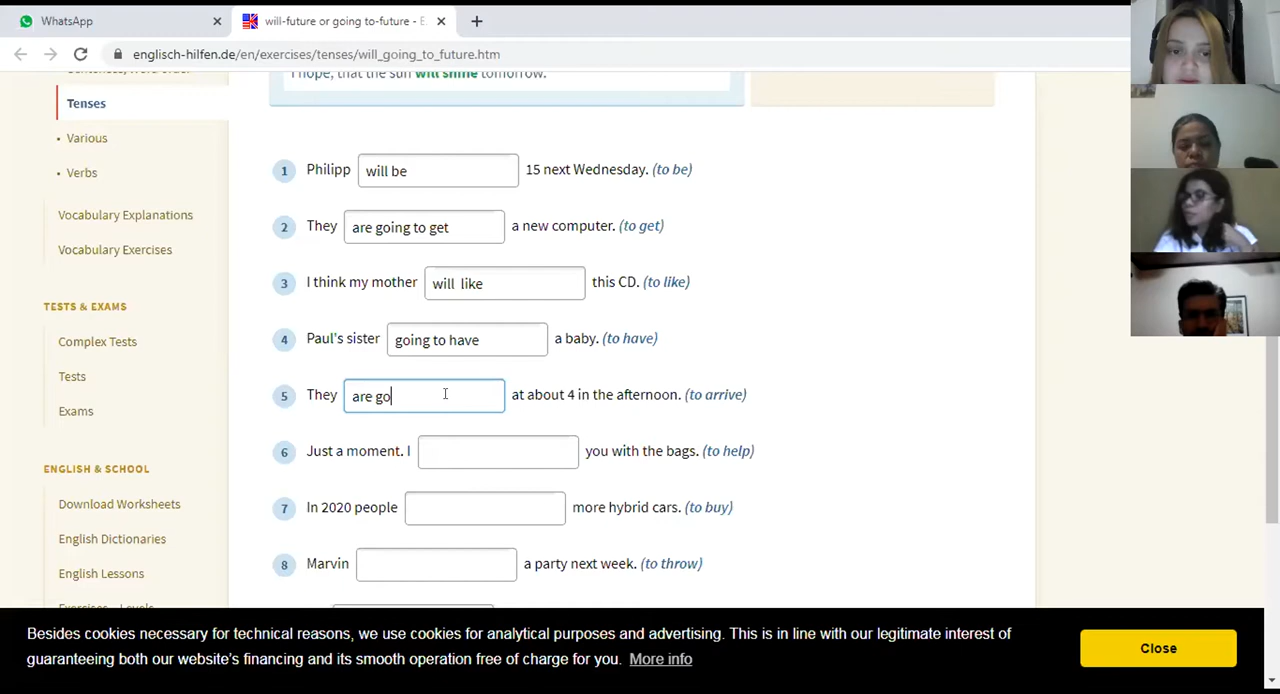 WhatsApp
will-future or going to-future - E
englisch-hilfen.de/en/exercises/tenses/will_going_to_future.htm
I hope, that the sun will shine tomorrow.
Tenses
Various
Verbs
Vocabulary Explanations
Vocabulary Exercises
TESTS & EXAMS
Complex Tests
Tests
Exams
ENGLISH & SCHOOL
Download Worksheets
English Dictionaries
English Lessons
1 Philipp will be 15 next Wednesday. (to be)
2 They are going to get a new computer. (to get)
3 I think my mother will like this CD. (to like)
4 Paul's sister going to have a baby. (to have)
5 They are go at about 4 in the afternoon. (to arrive)
6 Just a moment. I you with the bags. (to help)
7 In 2020 people more hybrid cars. (to buy)
8 Marvin a party next week. (to throw)
Besides cookies necessary for technical reasons, we use cookies for analytical purposes and advertising. This is in line with our legitimate interest of
guaranteeing both our website's financing and its smooth operation free of charge for you. More info
Close